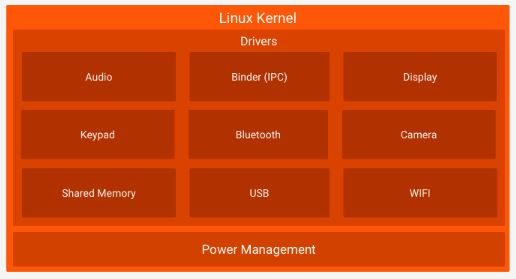 Linux Kernel
Drivers
Audio
Binder (IPC)
Display
Keypad
Bluetooth
Camera
Shared Memory
USB
WIFI
Power Management